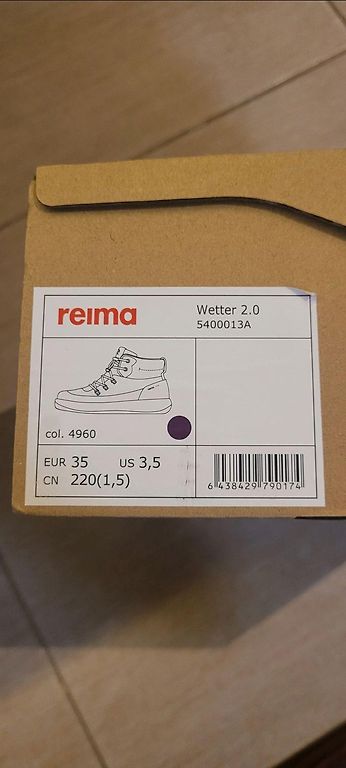 reima
Wetter 2.0
5400013A
col. 4960
EUR 35 US 3,5
CN 220(1,5)
6 438429 790174